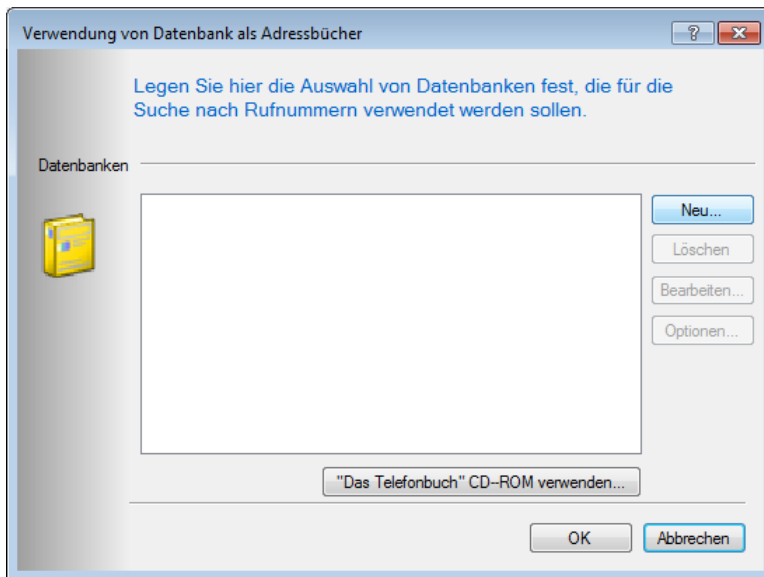 Verwendung von Datenbank als Adressbücher
Legen Sie hier die Auswahl von Datenbanken fest, die für die
Suche nach Rufnummern verwendet werden sollen.
Datenbanken
Neu...
Löschen
Bearbeiten...
Optionen...
"Das Telefonbuch" CD--ROM verwenden...
OK
Abbrechen